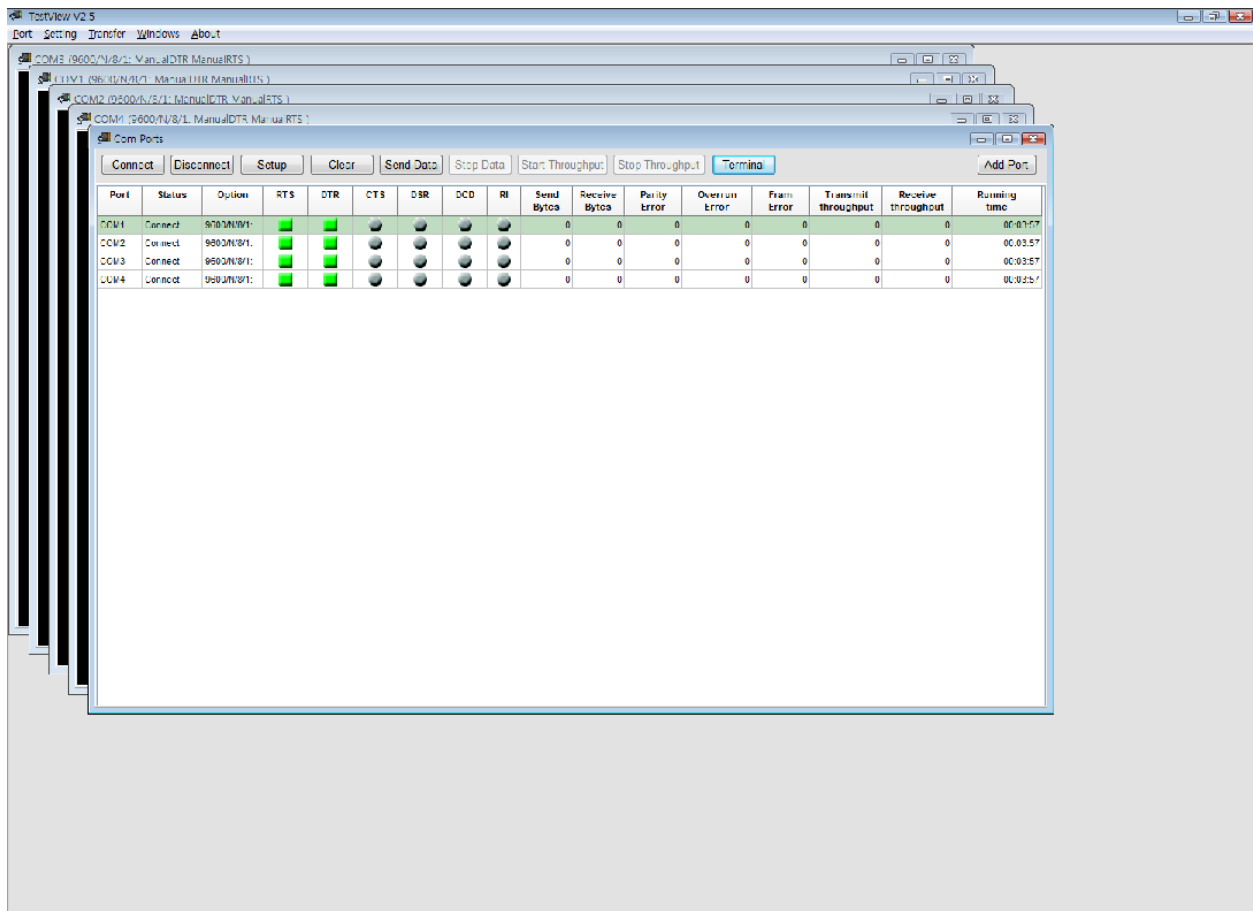 TestView V2.5
Port Setting Transfer Windows About
COM3 (9600/N/8/1: ManualDTR ManualRTS )
COM1 (9600/N/8/1: ManualDTR ManualRTS )
COM2 (9600/N/8/1: ManualDTR ManualRTS )
COM4 (9600/N/8/1: ManualDTR ManualRTS )
Com Ports
Connect Disconnect Setup Clear Send Data Stop Data Start Throughput Stop Throughput Terminal Add Port
Port Status Option RTS DTR CTS DSR DCD RI Send Bytes Receive Bytes Parity Error Overrun Error Fram Error Transmit throughput Receive throughput Running time
COM1 Connect 9600/N/8/1: 0 0 0 0 0 0 0 00:03:57
COM2 Connect 9600/N/8/1: 0 0 0 0 0 0 0 00:03:57
COM3 Connect 9600/N/8/1: 0 0 0 0 0 0 0 00:03:57
COM4 Connect 9600/N/8/1: 0 0 0 0 0 0 0 00:03:57